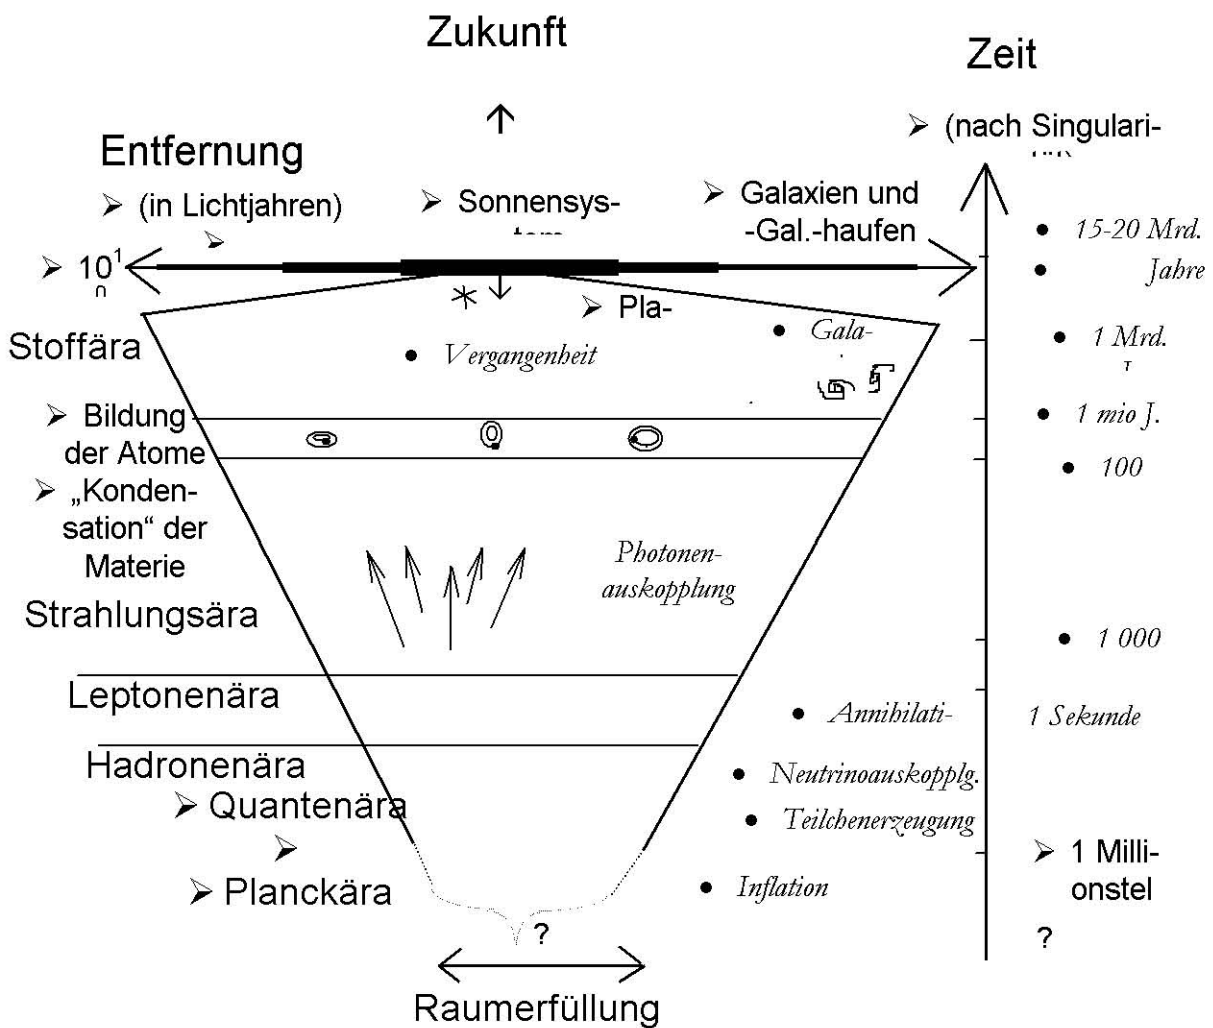 Zukunft
Zeit
(nach Singulari-
Entfernung
(in Lichtjahren)
Sonnensys-
Galaxien und
-Gal.-haufen
15-20 Mrd.
Jahre
10¹
Pla-
Stoffära
Vergangenheit
Gala-
1 Mrd.
Bildung
der Atome
1 mio J.
100
„Konden-
sation“ der
Materie
Photonen-
auskopplung
Strahlungsära
1 000
Leptonenära
Annihilati-
1 Sekunde
Hadronenära
Neutrinoauskopplg.
Quantenära
Teilchenerzeugung
1 Milli-
onstel
Planckära
Inflation
?
?
Raumerfüllung